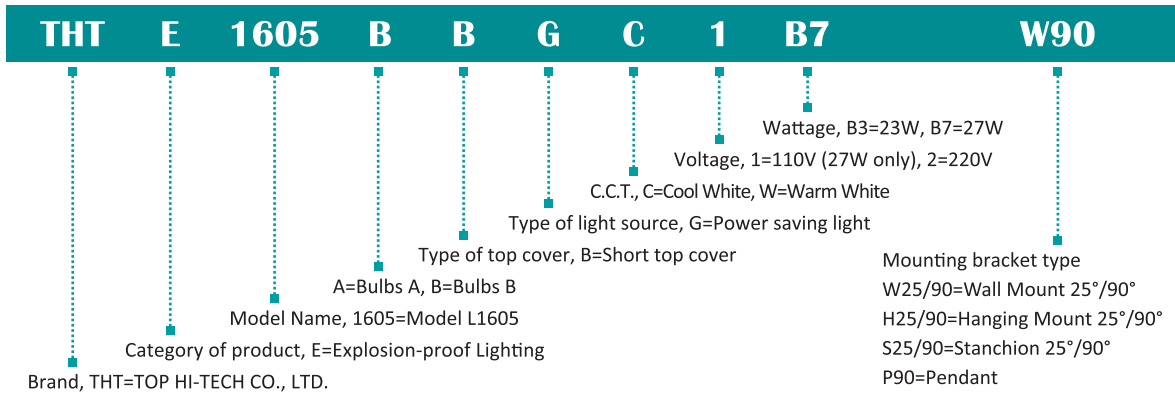 THT E 1605 B B G C 1 B7 W90
Wattage, B3=23W, B7=27W
Voltage, 1=110V (27W only), 2=220V
C.C.T., C=Cool White, W=Warm White
Type of light source, G=Power saving light
Type of top cover, B=Short top cover
A=Bulbs A, B=Bulbs B
Model Name, 1605=Model L1605
Category of product, E=Explosion-proof Lighting
Brand, THT=TOP HI-TECH CO., LTD.
Mounting bracket type
W25/90=Wall Mount 25°/90°
H25/90=Hanging Mount 25°/90°
S25/90=Stanchion 25°/90°
P90=Pendant